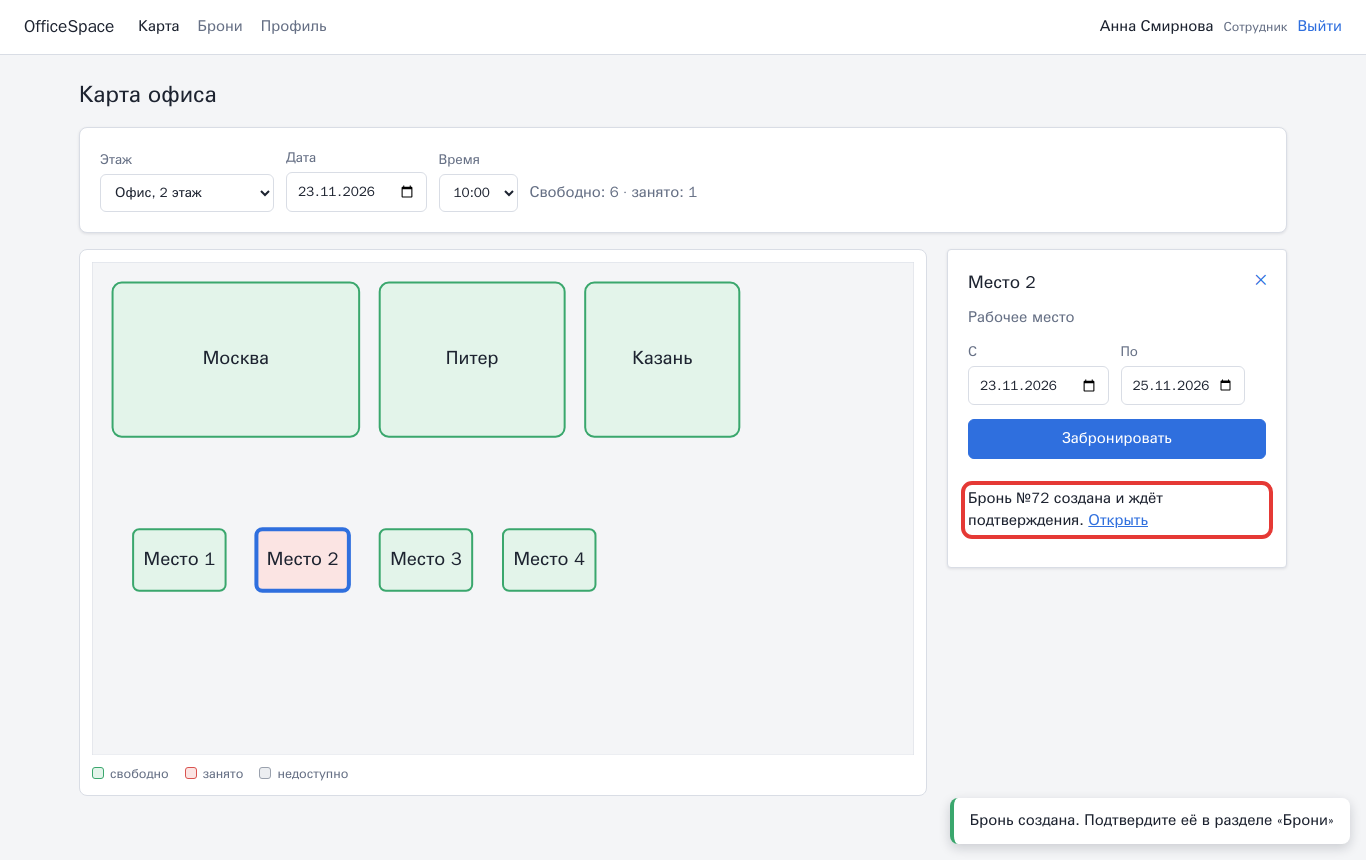 OfficeSpace Карта Брони Профиль Анна Смирнова Сотрудник Выйти
Карта офиса
Этаж Дата Время
Офис, 2 этаж 23.11.2026 10:00 Свободно: 6 · занято: 1
Москва Питер Казань
Место 1 Место 2 Место 3 Место 4
свободно занято недоступно
Место 2
Рабочее место
С По
23.11.2026 25.11.2026
Забронировать
Бронь №72 создана и ждёт
подтверждения. Открыть
Бронь создана. Подтвердите её в разделе «Брони»